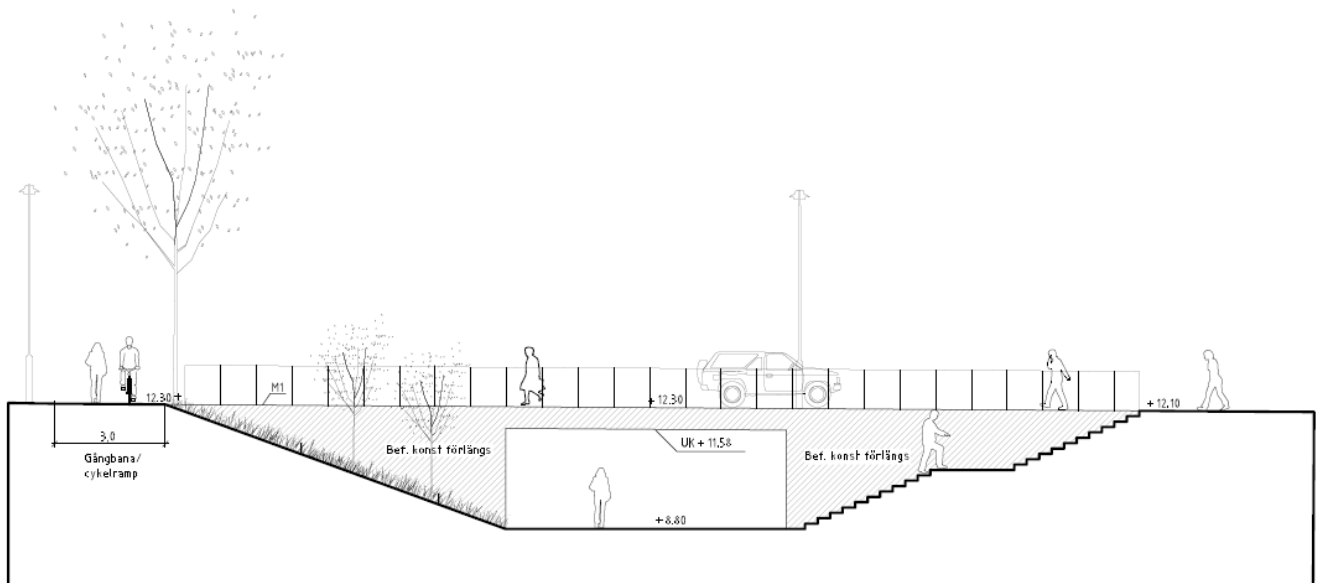 12.30 +
M1
+ 12.30
+ 12.10
3,0
Gångbana/
cykelramp
Bef. konst förlängs
UK + 11.58
Bef. konst förlängs
+ 8.80